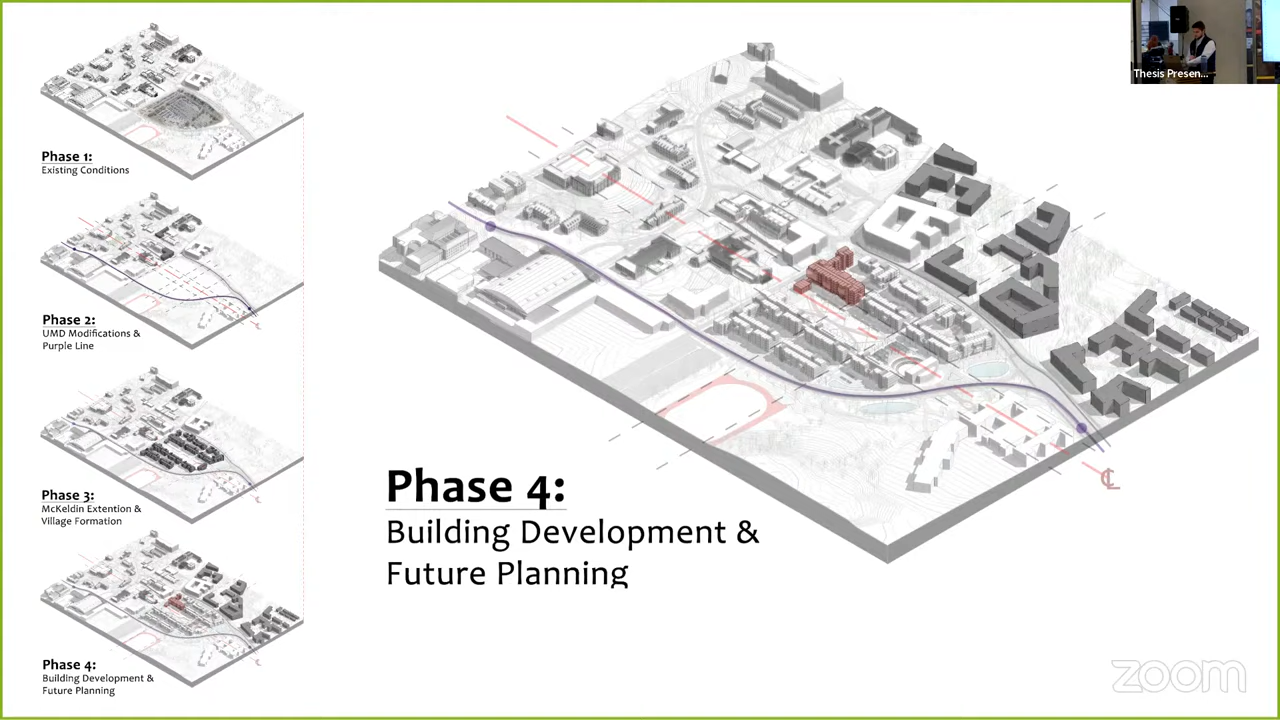 Phase 1:
Existing Conditions
Phase 2:
UMD Modifications &
Purple Line
Phase 3:
McKeldin Extention &
Village Formation
Phase 4:
Building Development &
Future Planning
Phase 4:
Building Development &
Future Planning
CL
Thesis Presen...
zoom